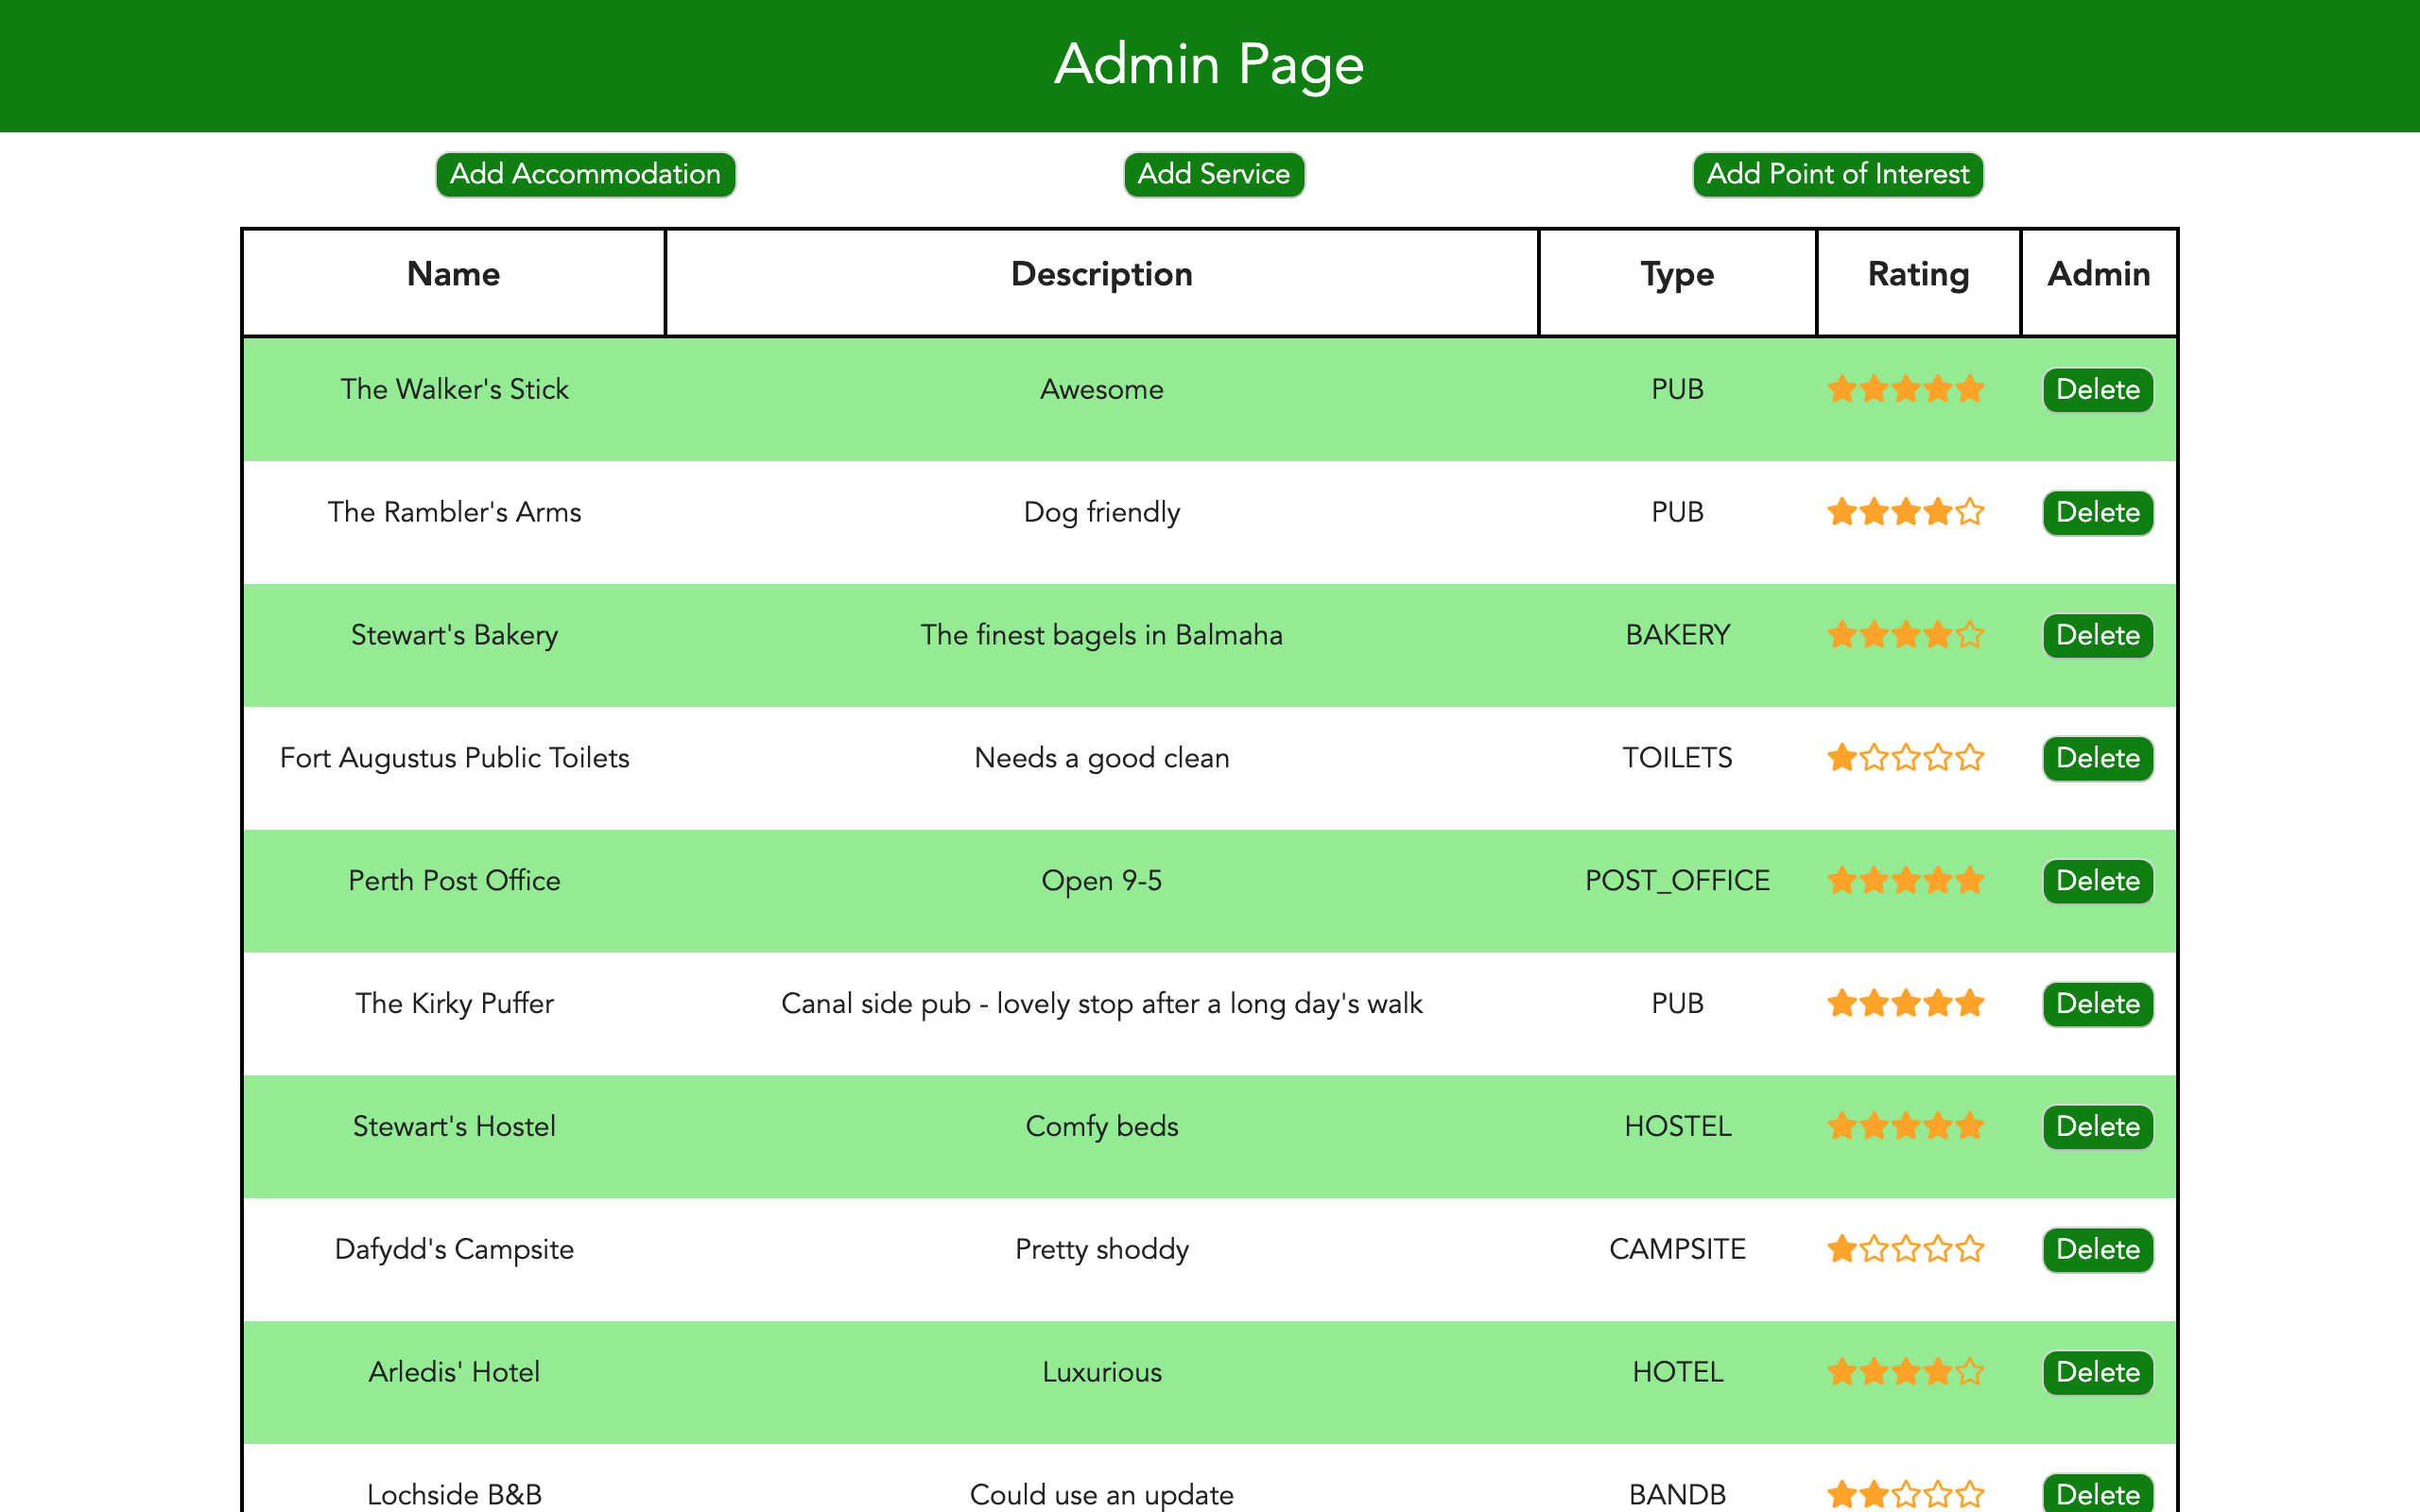 Admin Page
Add Accommodation Add Service Add Point of Interest
Name Description Type Rating Admin
The Walker's Stick Awesome PUB Delete
The Rambler's Arms Dog friendly PUB Delete
Stewart's Bakery The finest bagels in Balmaha BAKERY Delete
Fort Augustus Public Toilets Needs a good clean TOILETS Delete
Perth Post Office Open 9-5 POST_OFFICE Delete
The Kirky Puffer Canal side pub - lovely stop after a long day's walk PUB Delete
Stewart's Hostel Comfy beds HOSTEL Delete
Dafydd's Campsite Pretty shoddy CAMPSITE Delete
Arledis' Hotel Luxurious HOTEL Delete
Lochside B&B Could use an update BANDB Delete